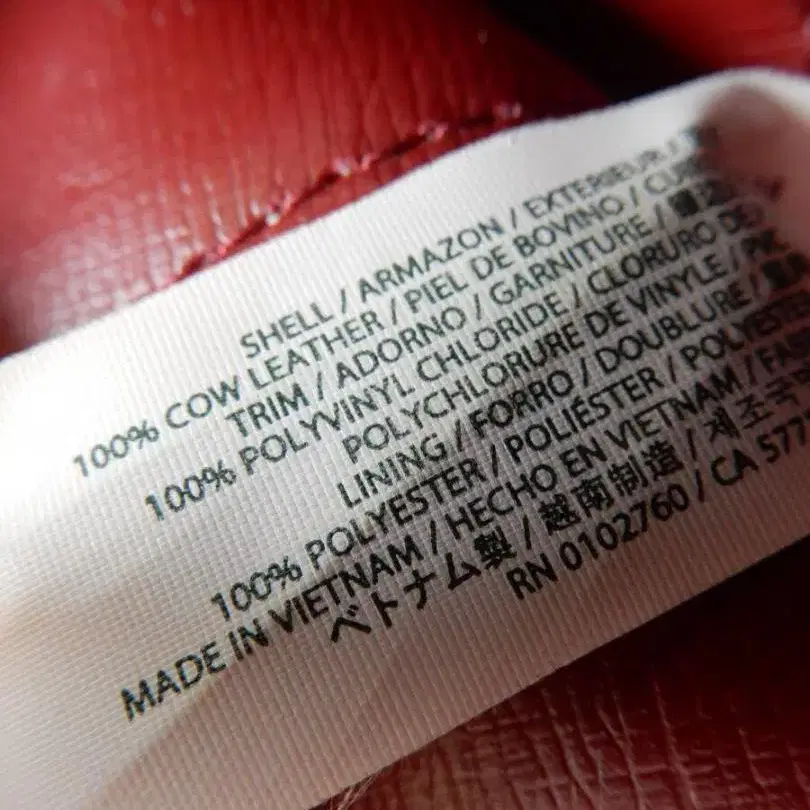 SHELL / ARMAZON / EXTERIEUR /
100% COW LEATHER / PIEL DE BOVINO /
TRIM / ADORNO / GARNITURE /
100% POLYVINYL CHLORIDE / CLORURO DE
POLYCHLORURE DE VINYLE /
LINING / FORRO / DOUBLURE /
100% POLYESTER / POLIÉSTER /
MADE IN VIETNAM / HECHO EN VIETNAM /
ベトナム製 / 越南制造 / 제조국
RN 0102760 / CA 577